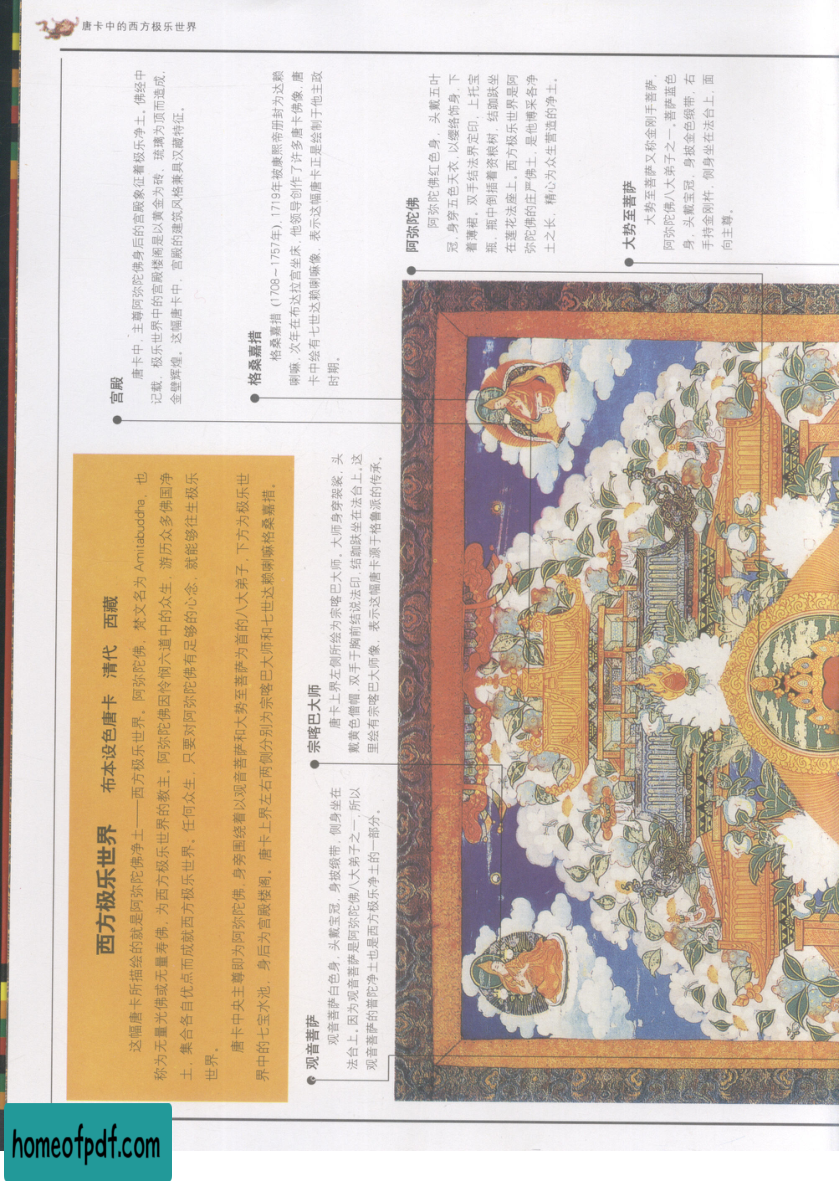 唐卡中的西方极乐世界
西方极乐世界 布本设色唐卡 清代 西藏
这幅唐卡所描绘的就是阿弥陀佛净土——西方极乐世界。阿弥陀佛，梵文名为 Amitabuddha，也
称为无量光佛或无量寿佛，为西方极乐世界的教主。阿弥陀佛因怜悯六道中的众生，游历众多佛国净
土，集合各自优点而成就西方极乐世界。任何众生，只要对阿弥陀佛有足够的心念，就能够往生极乐
世界。
唐卡中央主尊即为阿弥陀佛，身旁围绕着以观音菩萨和大势至菩萨为首的八大弟子，下方为极乐世
界中的七宝水池，身后为宫殿楼阁。唐卡上界左右两侧分别为宗喀巴大师和七世达赖喇嘛格桑嘉措。
观音菩萨
观音菩萨白色身，头戴宝冠，身披缎带，侧身坐在
法台上。因为观音菩萨是阿弥陀佛八大弟子之一，所以
观音菩萨的普陀净土也是西方极乐净土的一部分。
宗喀巴大师
唐卡上界左侧所绘为宗喀巴大师。大师身穿袈裟，头
戴黄色僧帽，双手于胸前结说法印，结跏趺坐在法台上。这
里绘有宗喀巴大师像，表示这幅唐卡源于格鲁派的传承。
宫殿
唐卡中，主尊阿弥陀佛身后的宫殿象征着极乐净土。佛经中
记载，极乐世界中的宫殿楼阁是以黄金为砖，琉璃为顶而造成，
金壁辉煌。这幅唐卡中，宫殿的建筑风格兼具汉藏特征。
格桑嘉措
格桑嘉措 (1708－1757年)，1719年被康熙帝册封为达赖
喇嘛，次年在布达拉宫坐床，他领导创作了许多唐卡佛像，唐
卡中绘有七世达赖喇嘛像，表示这幅唐卡正是绘制于他主政
时期。
阿弥陀佛
阿弥陀佛红色身，头戴五叶
冠，身穿五色天衣，以缨络饰身，下
着薄裙。双手结法界定印，上托宝
瓶，瓶中倒插着资粮树，结跏趺坐
在莲花法座上。西方极乐世界是阿
弥陀佛的庄严佛土，是他博采各净
土之长，精心为众生营造的净土。
大势至菩萨
大势至菩萨又称金刚手菩萨，
阿弥陀佛八大弟子之一。菩萨蓝色
身，头戴宝冠，身披金色缎带，右
手持金刚杵，侧身坐在法台上，面
向主尊。
homeofpdf.com